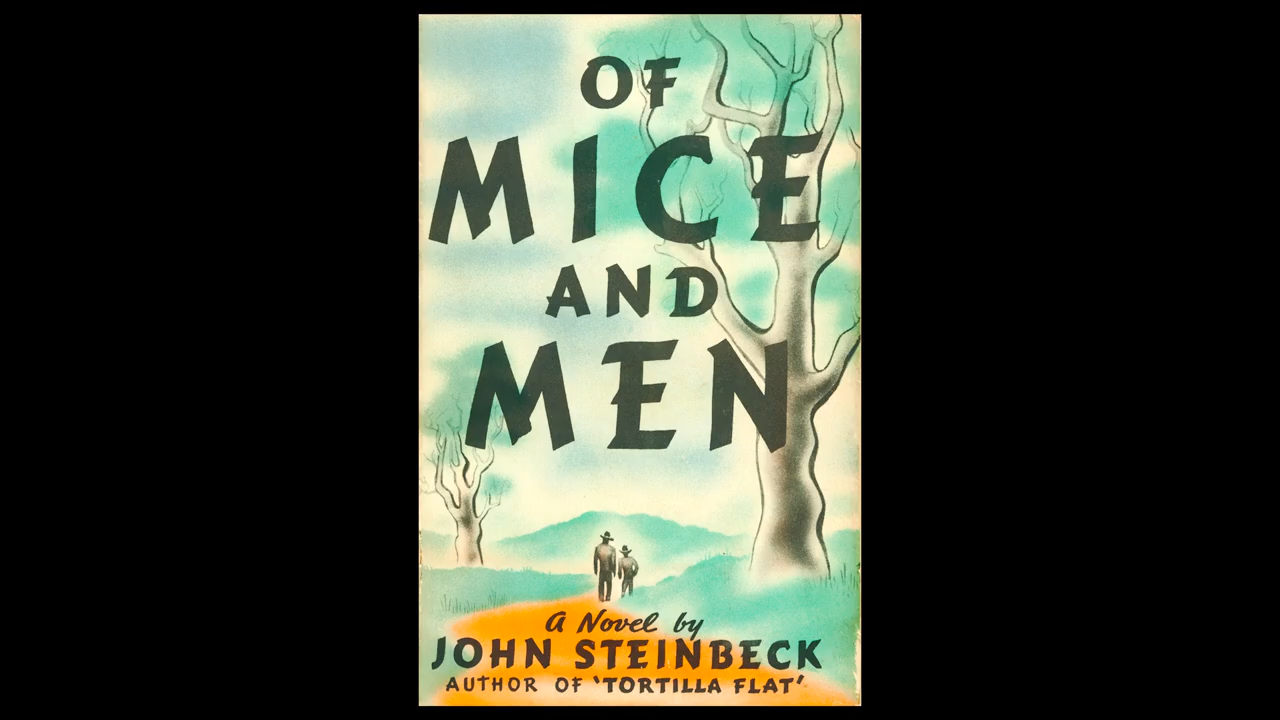 OF
MICE
AND
MEN
A Novel by
JOHN STEINBECK
AUTHOR OF 'TORTILLA FLAT'